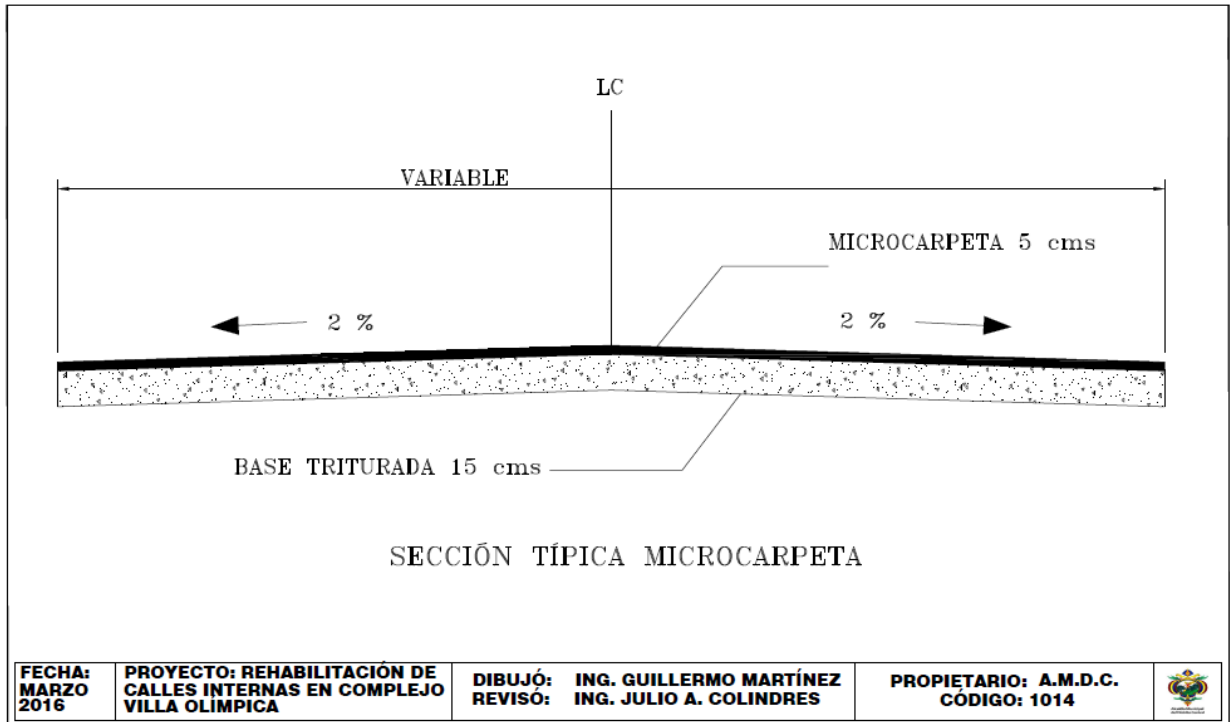 LC
VARIABLE
MICROCARPETA 5 cms
2 %
2 %
BASE TRITURADA 15 cms
SECCIÓN TÍPICA MICROCARPETA
FECHA:
MARZO
2016
PROYECTO: REHABILITACIÓN DE
CALLES INTERNAS EN COMPLEJO
VILLA OLÍMPICA
DIBUJÓ: ING. GUILLERMO MARTÍNEZ
REVISÓ: ING. JULIO A. COLINDRES
PROPIETARIO: A.M.D.C.
CÓDIGO: 1014